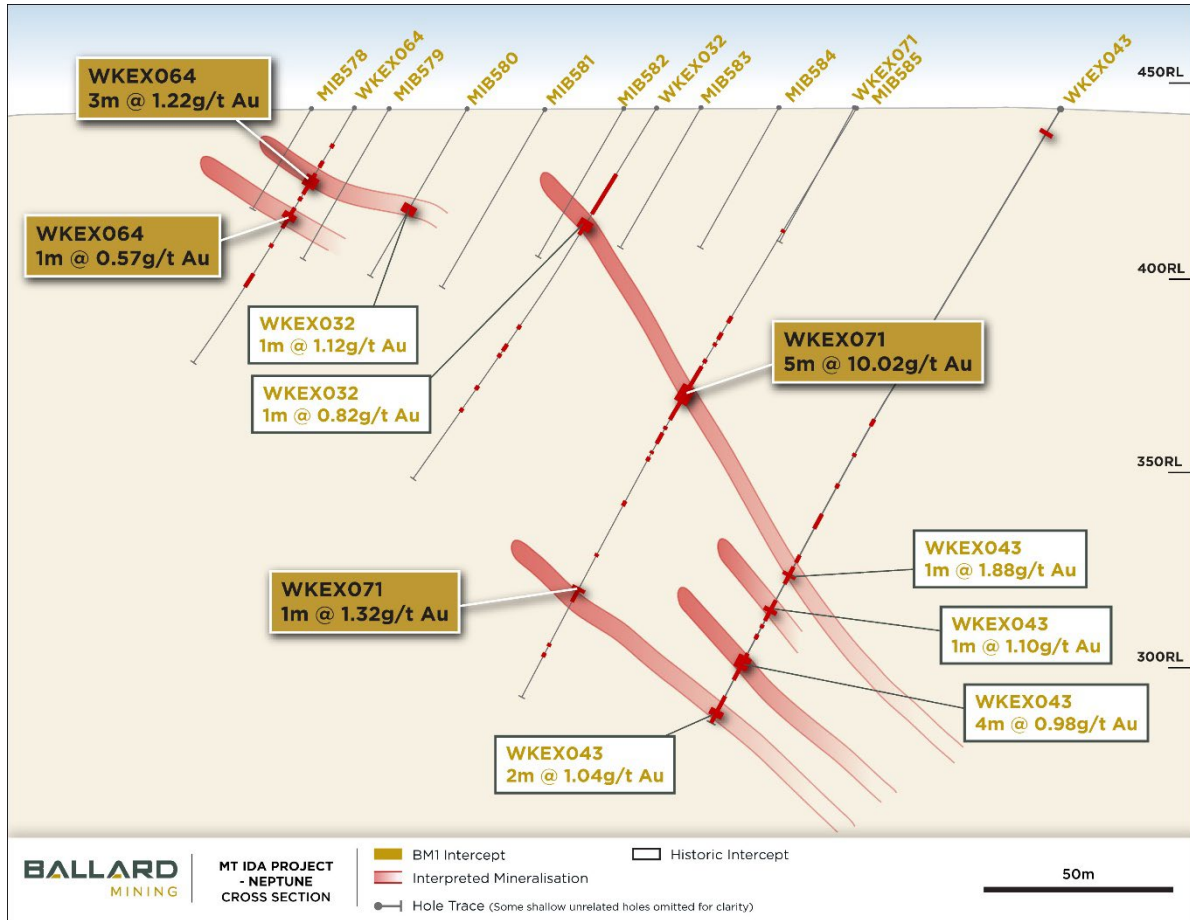 MIB578
WKEX064
MIB579
MIB580
MIB581
MIB582
WKEX032
MIB583
MIB584
WKEX071
MIB585
WKEX043
450RL
WKEX064
3m @ 1.22g/t Au
WKEX064
1m @ 0.57g/t Au
400RL
WKEX032
1m @ 1.12g/t Au
WKEX032
1m @ 0.82g/t Au
WKEX071
5m @ 10.02g/t Au
350RL
WKEX043
1m @ 1.88g/t Au
WKEX071
1m @ 1.32g/t Au
WKEX043
1m @ 1.10g/t Au
300RL
WKEX043
4m @ 0.98g/t Au
WKEX043
2m @ 1.04g/t Au
BALLARD
MINING
MT IDA PROJECT
- NEPTUNE
CROSS SECTION
BM1 Intercept
Historic Intercept
Interpreted Mineralisation
Hole Trace (Some shallow unrelated holes omitted for clarity)
50m